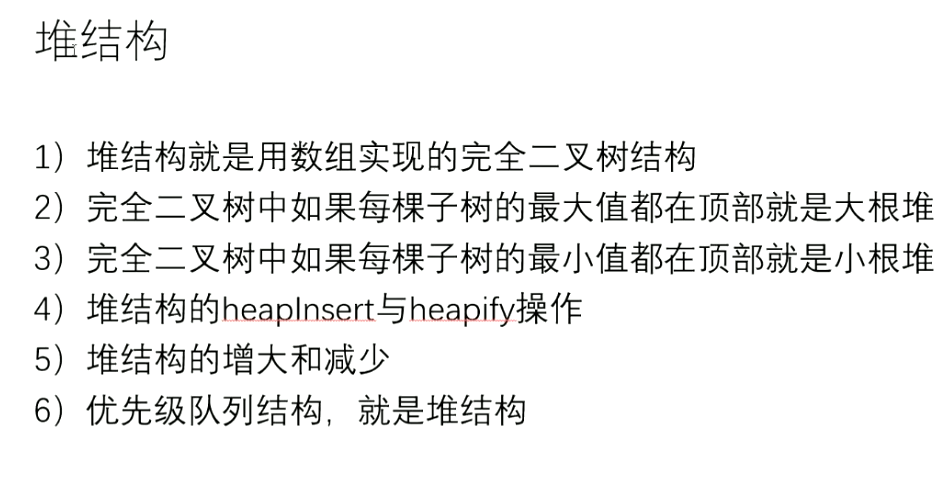 堆结构
1）堆结构就是用数组实现的完全二叉树结构
2）完全二叉树中如果每棵子树的最大值都在顶部就是大根堆
3）完全二叉树中如果每棵子树的最小值都在顶部就是小根堆
4）堆结构的heapInsert与heapify操作
5）堆结构的增大和减少
6）优先级队列结构，就是堆结构